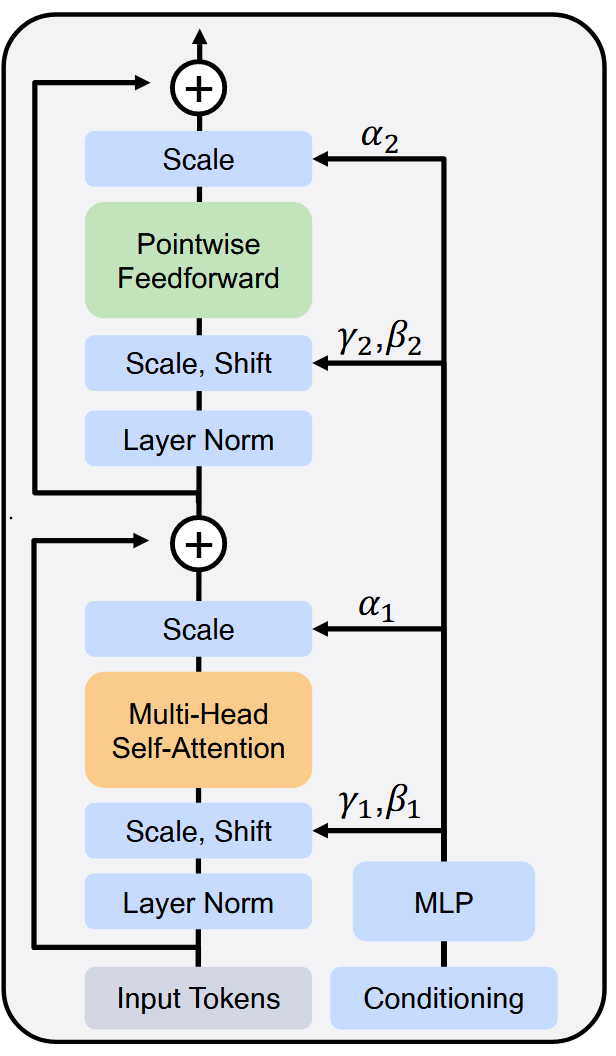 +
Scale
α₂
Pointwise
Feedforward
γ₂,β₂
Scale, Shift
Layer Norm
+
α₁
Scale
Multi-Head
Self-Attention
γ₁,β₁
Scale, Shift
Layer Norm
MLP
Input Tokens
Conditioning